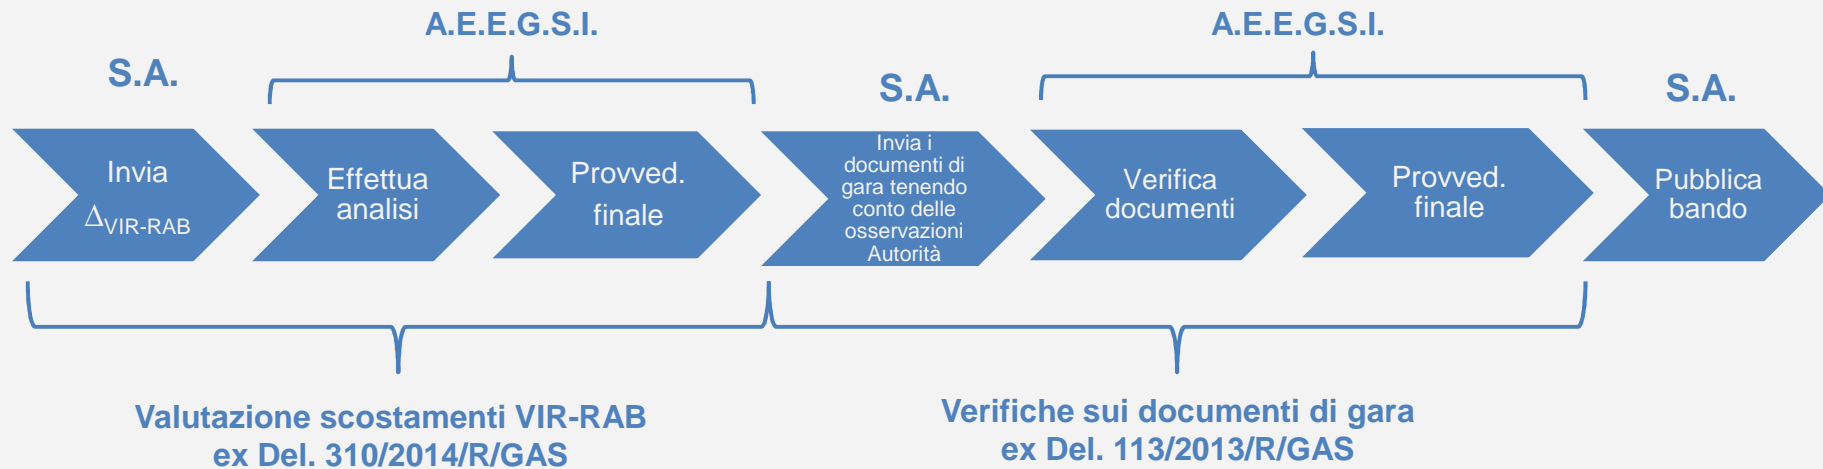 A.E.E.G.S.I.
A.E.E.G.S.I.
S.A.
S.A.
S.A.
Invia
ΔVIR-RAB
Effettua
analisi
Provved.
finale
Invia i
documenti di
gara tenendo
conto delle
osservazioni
Autorità
Verifica
documenti
Provved.
finale
Pubblica
bando
Valutazione scostamenti VIR-RAB
ex Del. 310/2014/R/GAS
Verifiche sui documenti di gara
ex Del. 113/2013/R/GAS